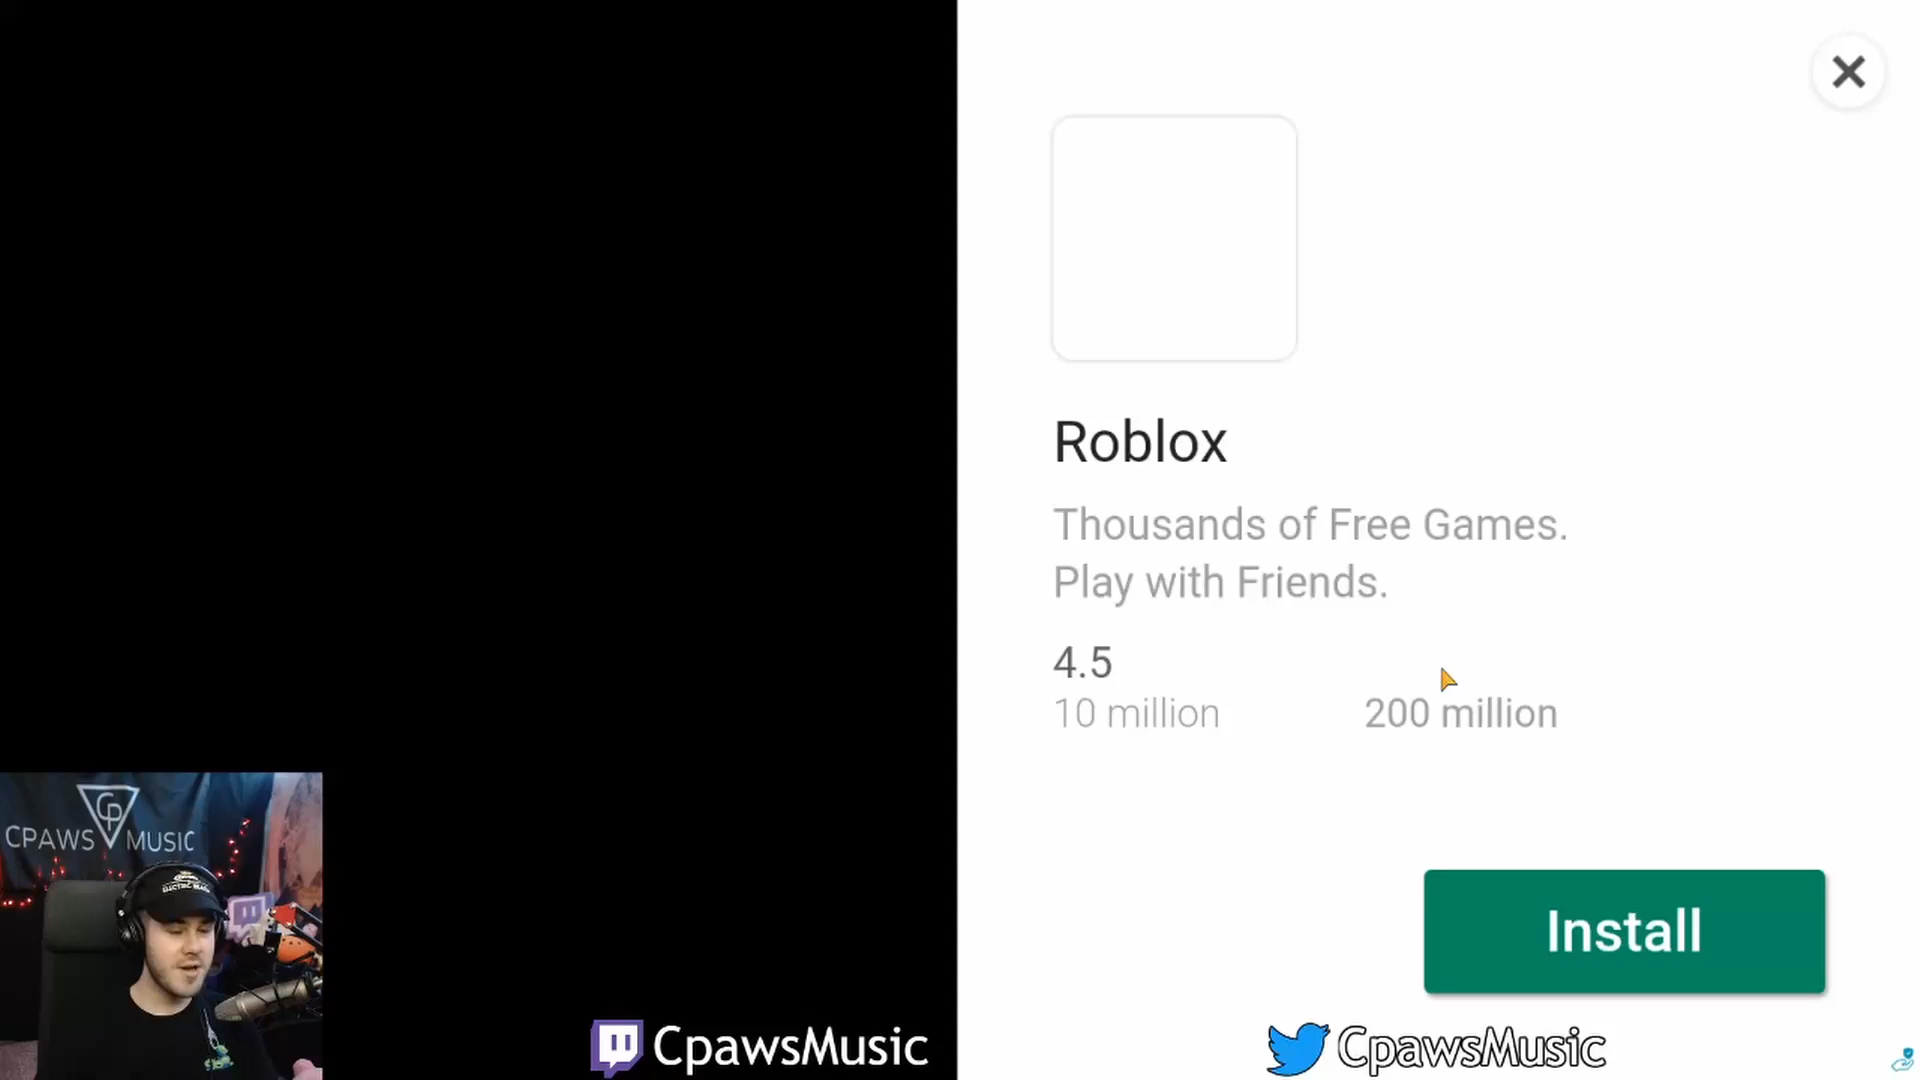 Roblox
Thousands of Free Games.
Play with Friends.
4.5
10 million
200 million
Install
CPAWS CP MUSIC
CpawsMusic
CpawsMusic